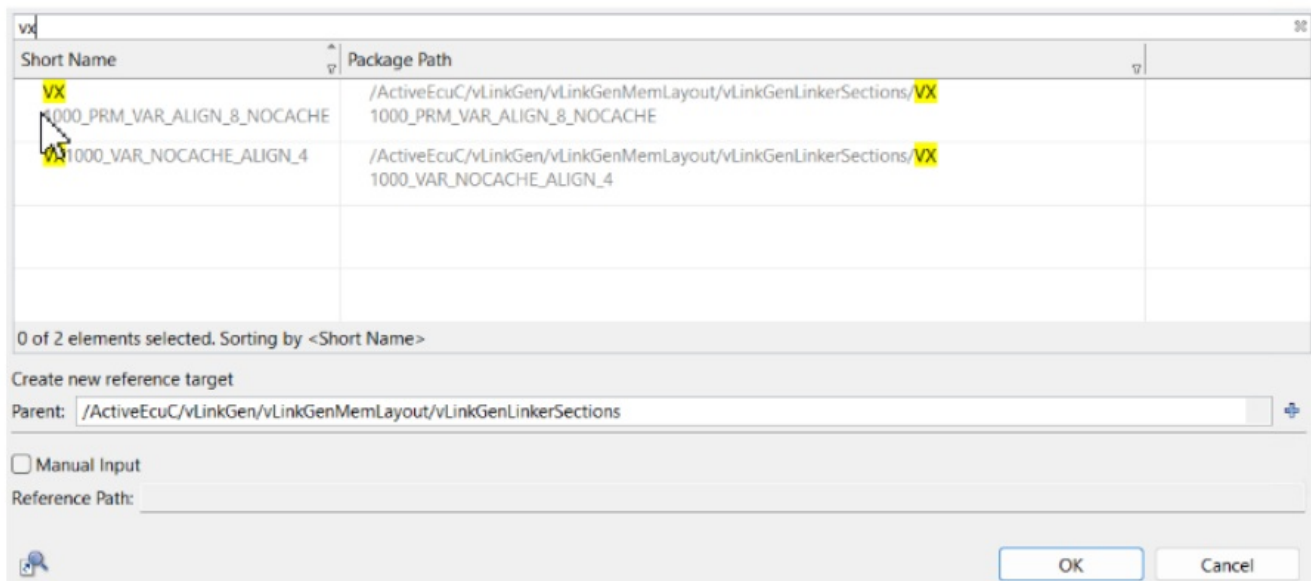 vx
Short Name Package Path
VX /ActiveEcuC/vLinkGen/vLinkGenMemLayout/vLinkGenLinkerSections/VX
1000_PRM_VAR_ALIGN_8_NOCACHE 1000_PRM_VAR_ALIGN_8_NOCACHE
VX1000_VAR_NOCACHE_ALIGN_4 /ActiveEcuC/vLinkGen/vLinkGenMemLayout/vLinkGenLinkerSections/VX
1000_VAR_NOCACHE_ALIGN_4
0 of 2 elements selected. Sorting by <Short Name>
Create new reference target
Parent: /ActiveEcuC/vLinkGen/vLinkGenMemLayout/vLinkGenLinkerSections
Manual Input
Reference Path:
OK Cancel